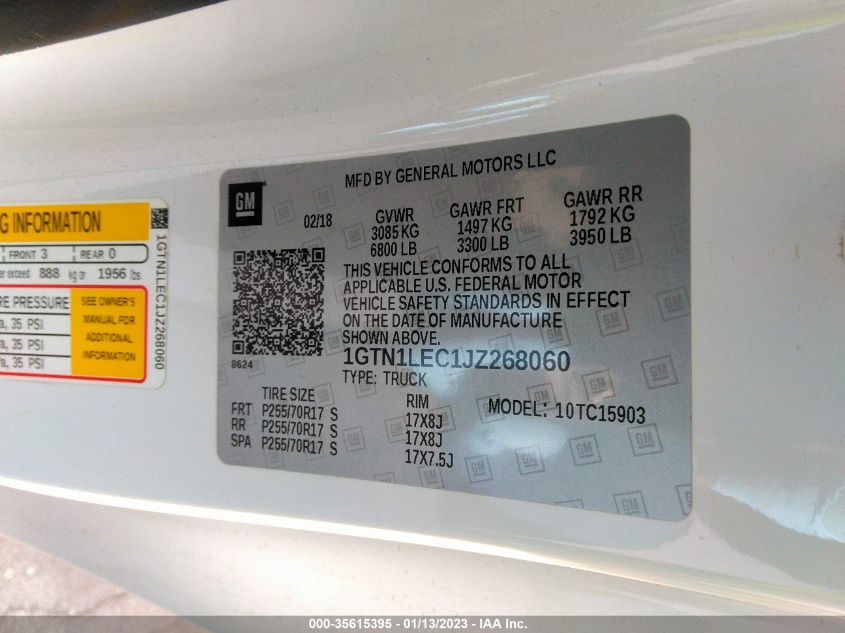 G INFORMATION
FRONT 3 REAR 0
er exceed 888 kg or 1956 lbs
RE PRESSURE
a, 35 PSI
a, 35 PSI
a, 35 PSI
SEE OWNER'S
MANUAL FOR
ADDITIONAL
INFORMATION
1GTN1LEC1JZ268060
GM
MFD BY GENERAL MOTORS LLC
02/18
GVWR GAWR FRT GAWR RR
3085 KG 1497 KG 1792 KG
6800 LB 3300 LB 3950 LB
THIS VEHICLE CONFORMS TO ALL
APPLICABLE U.S. FEDERAL MOTOR
VEHICLE SAFETY STANDARDS IN EFFECT
ON THE DATE OF MANUFACTURE
SHOWN ABOVE.
8624
1GTN1LEC1JZ268060
TYPE: TRUCK
TIRE SIZE RIM MODEL: 10TC15903
FRT P255/70R17 S 17X8J
RR P255/70R17 S 17X8J
SPA P255/70R17 S 17X7.5J
000-35615395 - 01/13/2023 - IAA Inc.